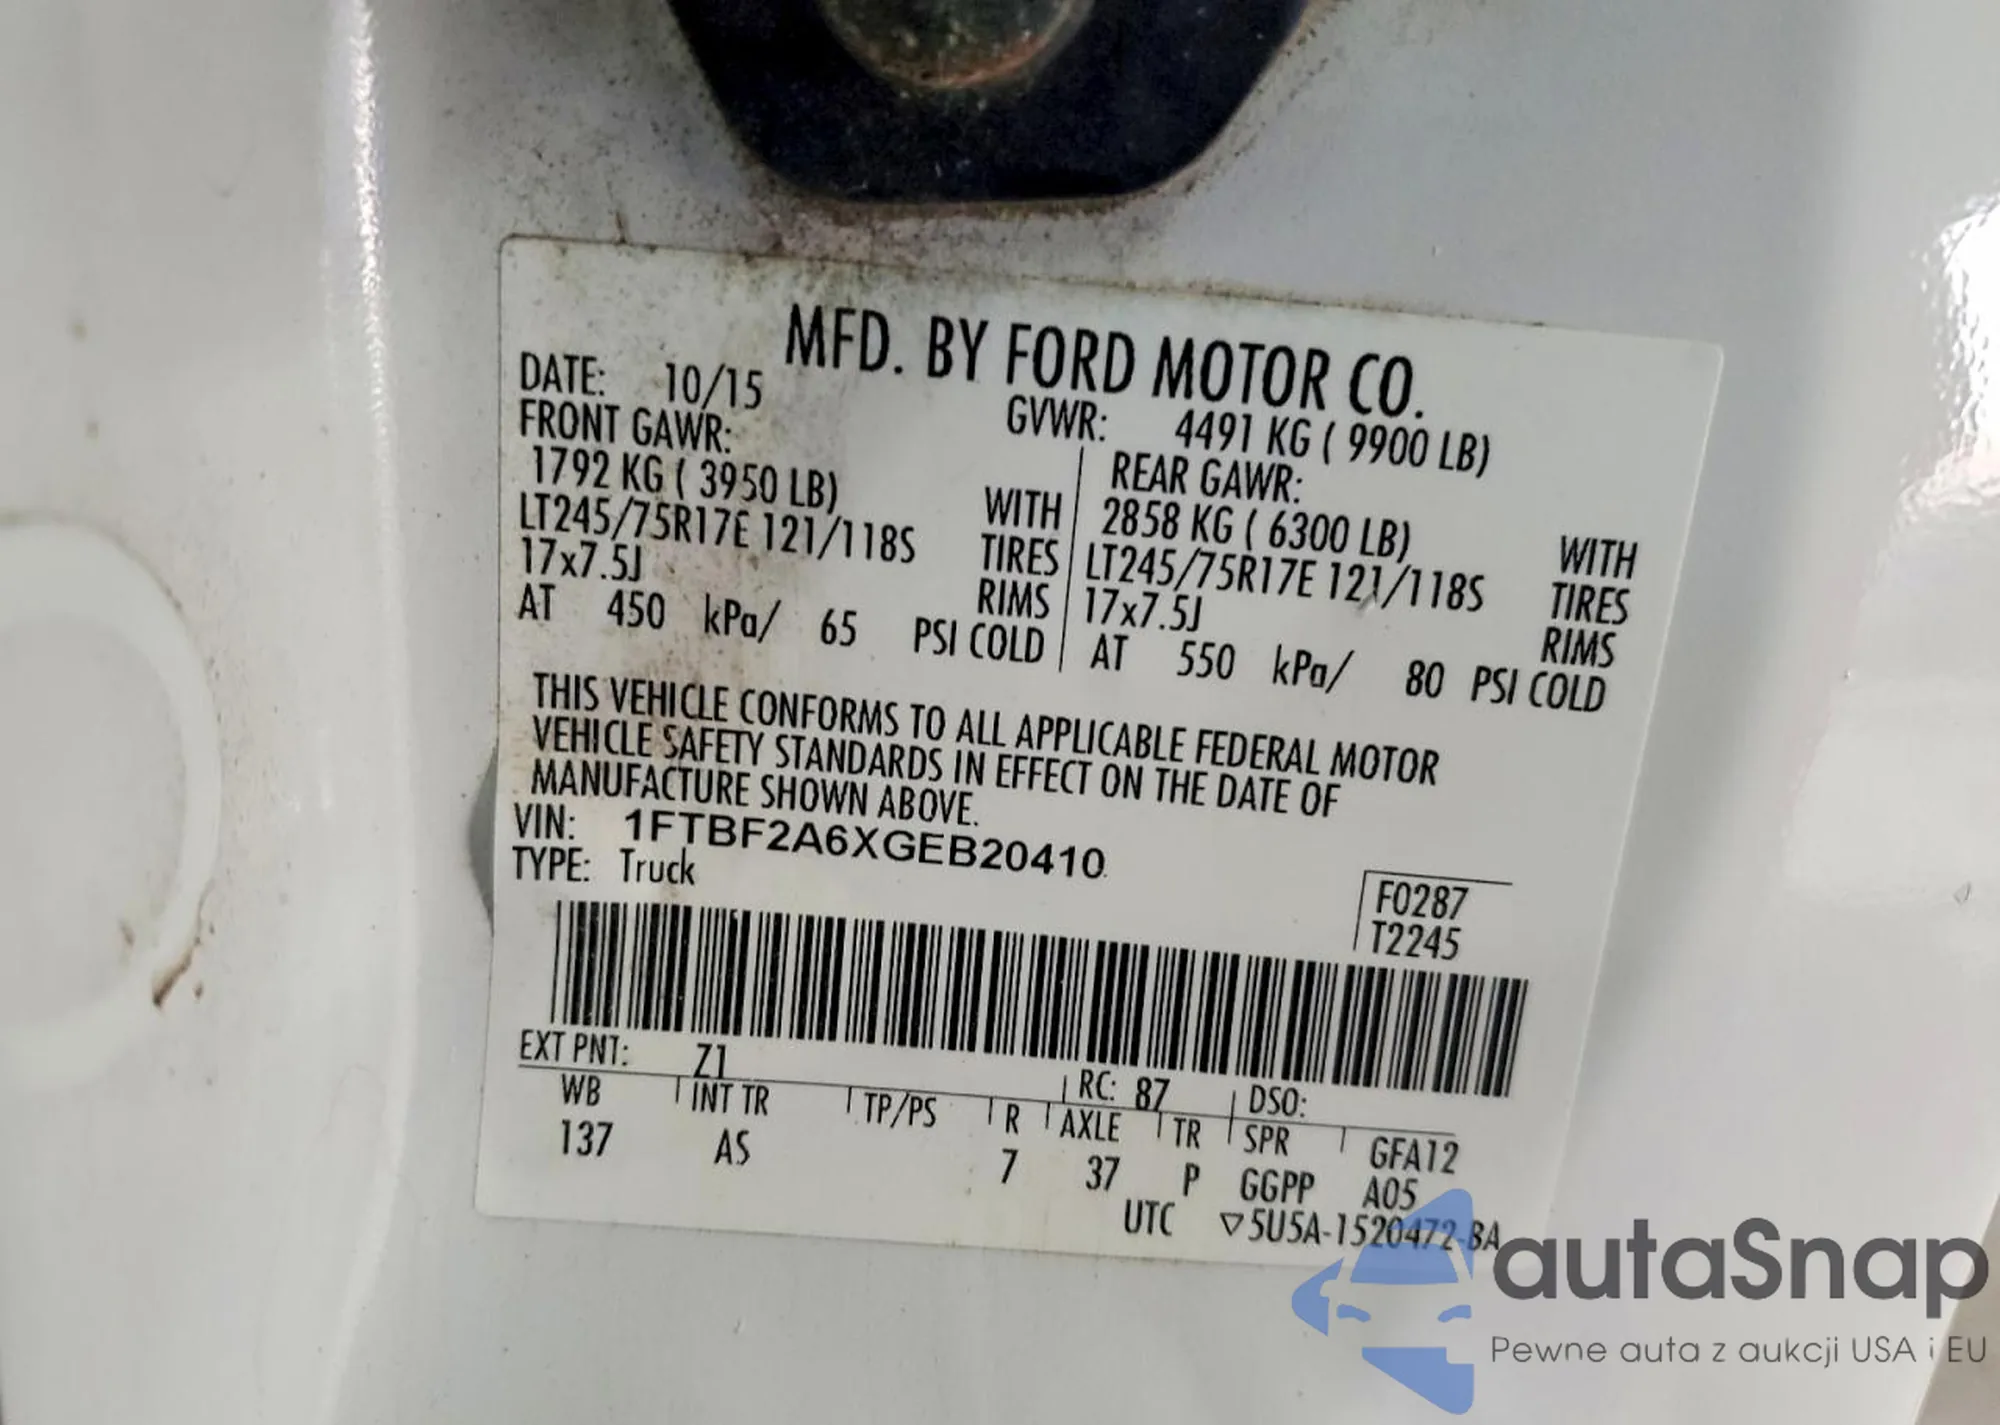 MFD. BY FORD MOTOR CO.
DATE: 10/15 GVWR: 4491 KG ( 9900 LB)
FRONT GAWR: REAR GAWR:
1792 KG ( 3950 LB) WITH 2858 KG ( 6300 LB) WITH
LT245/75R17E 121/118S TIRES LT245/75R17E 121/118S TIRES
17x7.5J RIMS 17x7.5J RIMS
AT 450 kPa/ 65 PSI COLD AT 550 kPa/ 80 PSI COLD
THIS VEHICLE CONFORMS TO ALL APPLICABLE FEDERAL MOTOR
VEHICLE SAFETY STANDARDS IN EFFECT ON THE DATE OF
MANUFACTURE SHOWN ABOVE.
VIN: 1FTBF2A6XGEB20410
TYPE: Truck
F0287
T2245
EXT PNT: Z1 RC: 87 DSO:
WB INT TR TP/PS R AXLE TR SPR GFA12
137 AS 7 37 P GGPP A05
UTC ▽5U5A-1520472-BA
autaSnap
Pewne auta z aukcji USA i EU